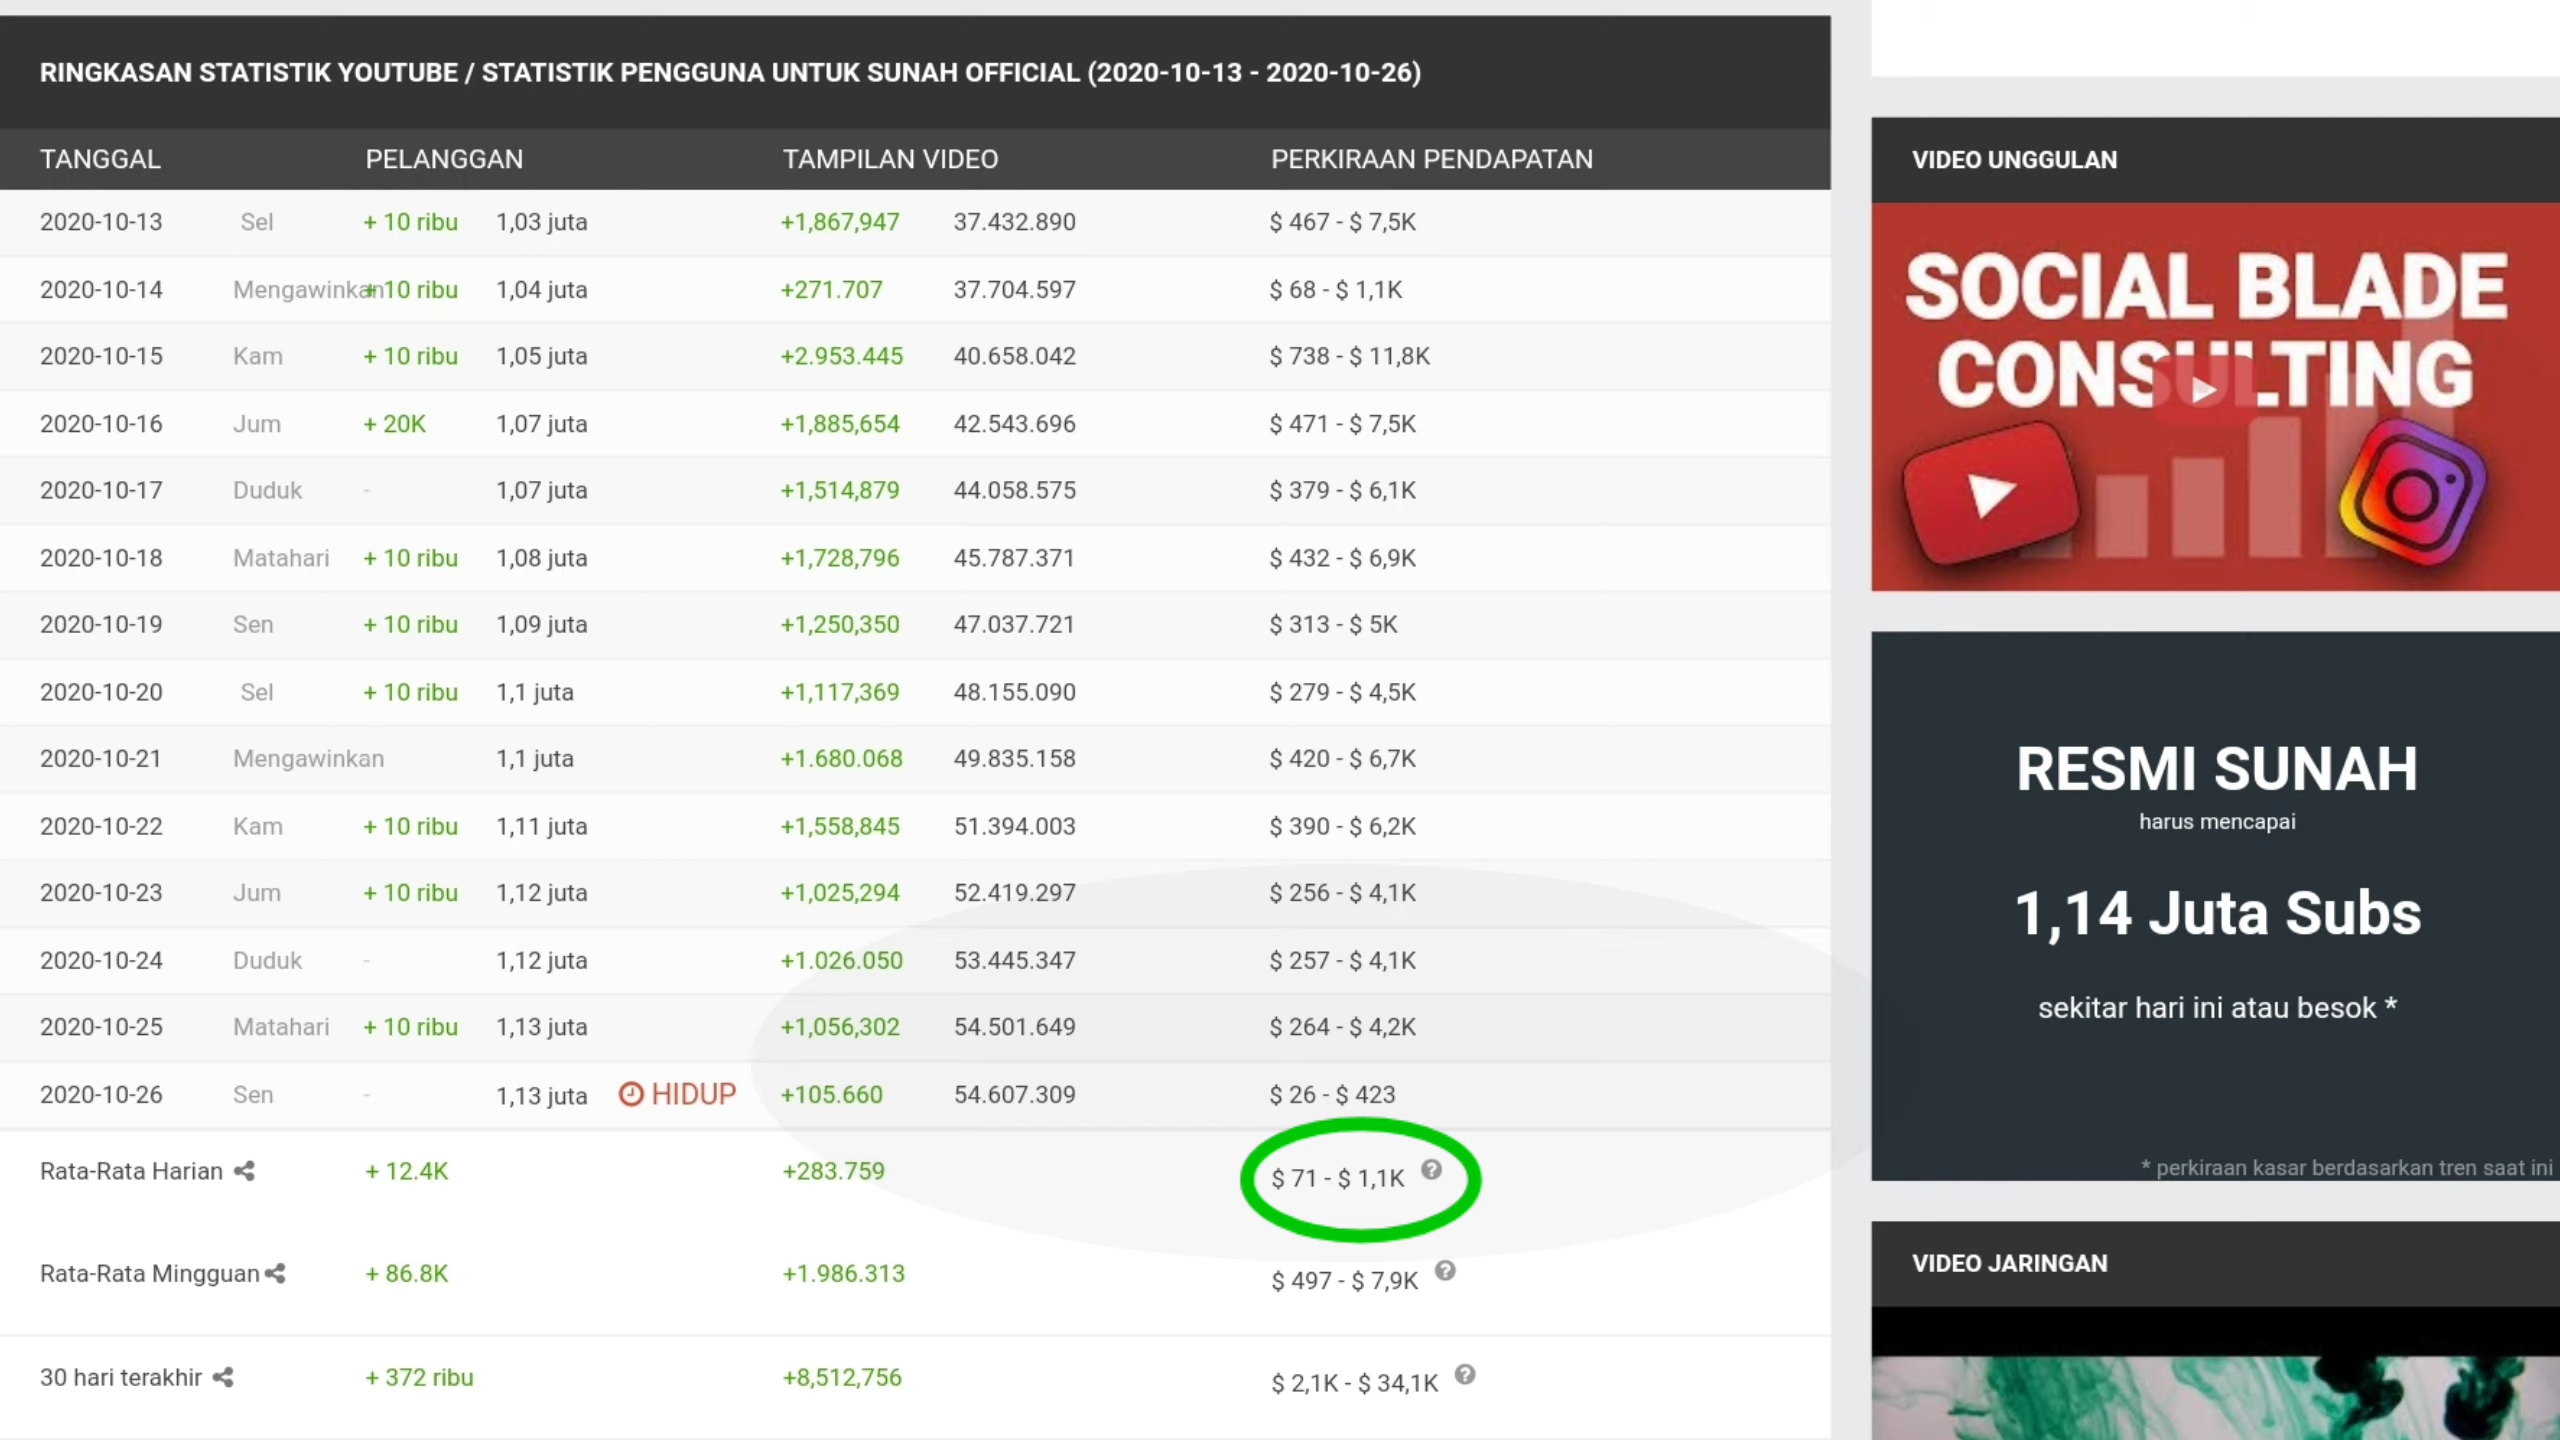 RINGKASAN STATISTIK YOUTUBE / STATISTIK PENGGUNA UNTUK SUNAH OFFICIAL (2020-10-13 - 2020-10-26)
TANGGAL PELANGGAN TAMPILAN VIDEO PERKIRAAN PENDAPATAN
2020-10-13 Sel + 10 ribu 1,03 juta +1,867,947 37.432.890 $ 467 - $ 7,5K
2020-10-14 Mengawinkan + 10 ribu 1,04 juta +271.707 37.704.597 $ 68 - $ 1,1K
2020-10-15 Kam + 10 ribu 1,05 juta +2.953.445 40.658.042 $ 738 - $ 11,8K
2020-10-16 Jum + 20K 1,07 juta +1,885,654 42.543.696 $ 471 - $ 7,5K
2020-10-17 Duduk - 1,07 juta +1,514,879 44.058.575 $ 379 - $ 6,1K
2020-10-18 Matahari + 10 ribu 1,08 juta +1,728,796 45.787.371 $ 432 - $ 6,9K
2020-10-19 Sen + 10 ribu 1,09 juta +1,250,350 47.037.721 $ 313 - $ 5K
2020-10-20 Sel + 10 ribu 1,1 juta +1,117,369 48.155.090 $ 279 - $ 4,5K
2020-10-21 Mengawinkan 1,1 juta +1.680.068 49.835.158 $ 420 - $ 6,7K
2020-10-22 Kam + 10 ribu 1,11 juta +1,558,845 51.394.003 $ 390 - $ 6,2K
2020-10-23 Jum + 10 ribu 1,12 juta +1,025,294 52.419.297 $ 256 - $ 4,1K
2020-10-24 Duduk - 1,12 juta +1.026.050 53.445.347 $ 257 - $ 4,1K
2020-10-25 Matahari + 10 ribu 1,13 juta +1,056,302 54.501.649 $ 264 - $ 4,2K
2020-10-26 Sen - 1,13 juta HIDUP +105.660 54.607.309 $ 26 - $ 423
Rata-Rata Harian + 12.4K +283.759 $ 71 - $ 1,1K
Rata-Rata Mingguan + 86.8K +1.986.313 $ 497 - $ 7,9K
30 hari terakhir + 372 ribu +8,512,756 $ 2,1K - $ 34,1K
VIDEO UNGGULAN
SOCIAL BLADE
CONSULTING
RESMI SUNAH
harus mencapai
1,14 Juta Subs
sekitar hari ini atau besok *
* perkiraan kasar berdasarkan tren saat ini
VIDEO JARINGAN